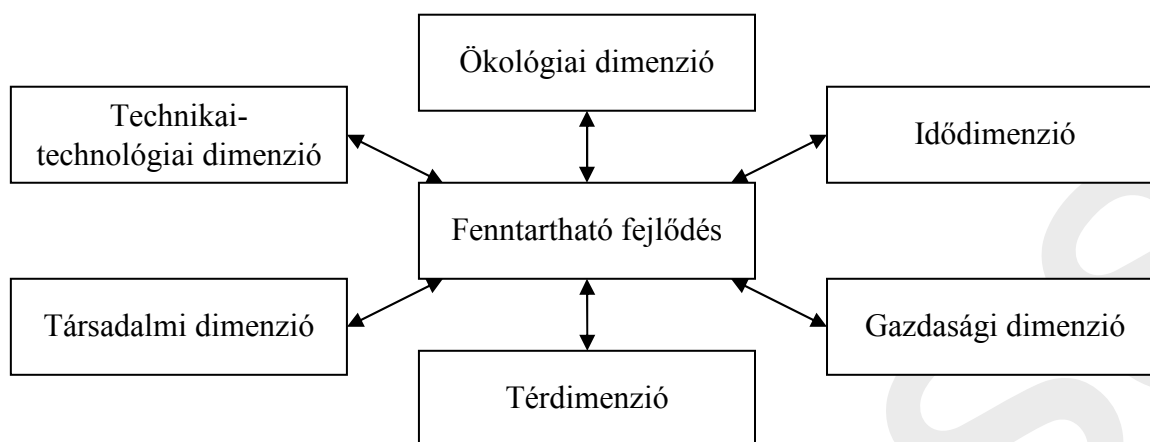 Ökológiai dimenzió
Technikai-
technológiai dimenzió
Idődimenzió
Fenntartható fejlődés
Társadalmi dimenzió
Gazdasági dimenzió
Térdimenzió